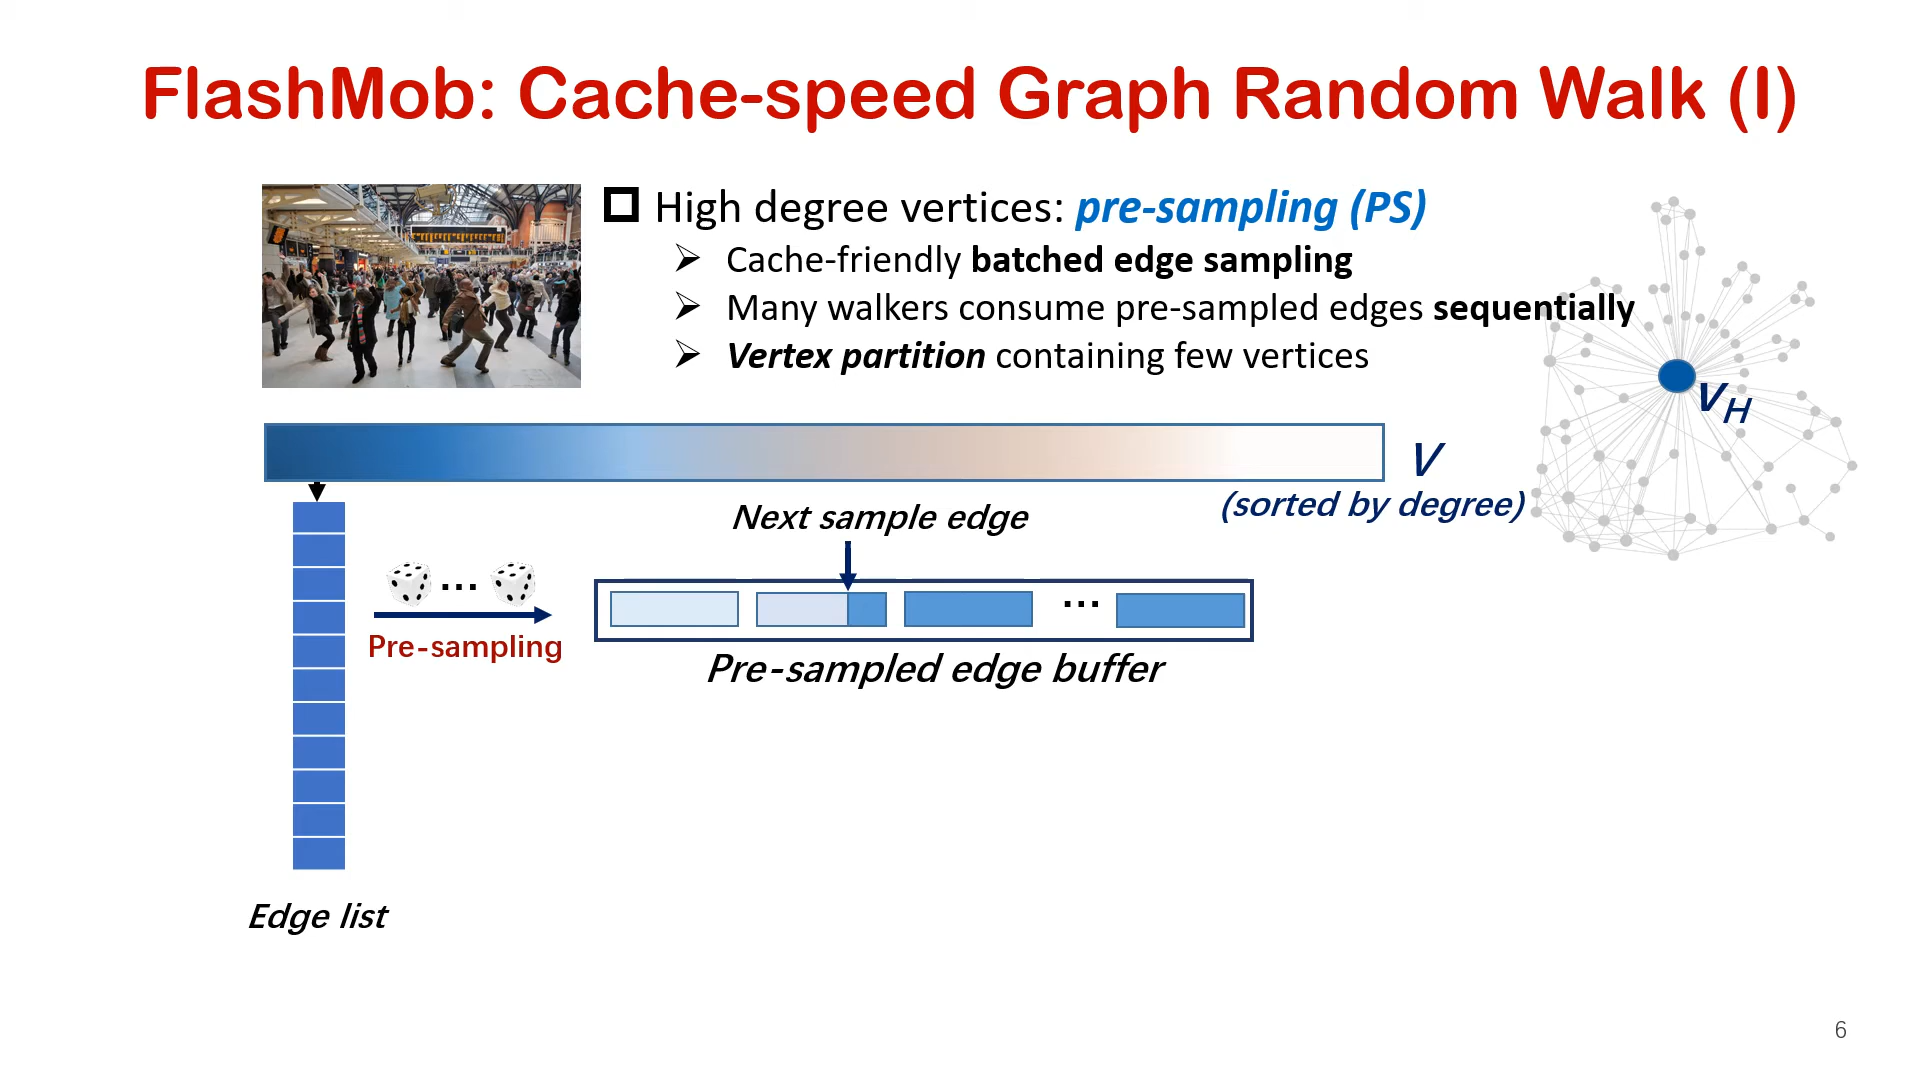 FlashMob: Cache-speed Graph Random Walk (I)
High degree vertices: pre-sampling (PS)
Cache-friendly batched edge sampling
Many walkers consume pre-sampled edges sequentially
Vertex partition containing few vertices
V_H
V
(sorted by degree)
Next sample edge
...
...
Pre-sampling
Pre-sampled edge buffer
Edge list
6